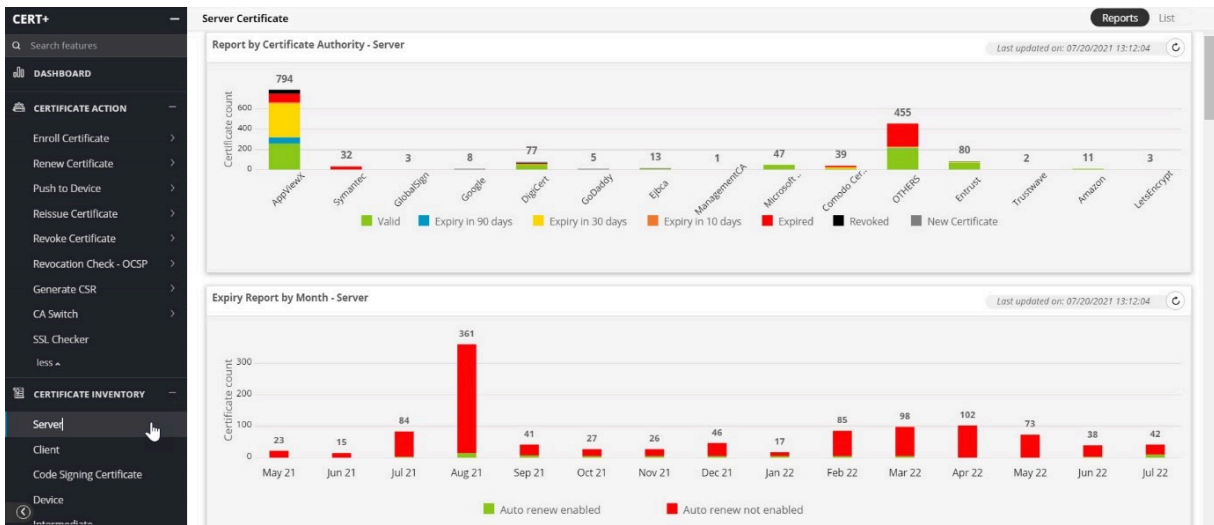 CERT+
Search features
DASHBOARD
CERTIFICATE ACTION
Enroll Certificate
Renew Certificate
Push to Device
Reissue Certificate
Revoke Certificate
Revocation Check - OCSP
Generate CSR
CA Switch
SSL Checker
less
CERTIFICATE INVENTORY
Server
Client
Code Signing Certificate
Device
Intermediate
Server Certificate
Reports List
Report by Certificate Authority - Server
Last updated on: 07/20/2021 13:12:04
Certificate count
600
400
200
0
794 32 3 8 77 5 13 1 47 39 455 80 2 11 3
AppViewX Symantec GlobalSign Google DigiCert GoDaddy Ejbca ManagementCA Microsoft .. Comodo Cer.. OTHERS Entrust Trustwave Amazon LetsEncrypt
Valid Expiry in 90 days Expiry in 30 days Expiry in 10 days Expired Revoked New Certificate
Expiry Report by Month - Server
Last updated on: 07/20/2021 13:12:04
Certificate count
300
200
100
0
23 15 84 361 41 27 26 46 17 85 98 102 73 38 42
May 21 Jun 21 Jul 21 Aug 21 Sep 21 Oct 21 Nov 21 Dec 21 Jan 22 Feb 22 Mar 22 Apr 22 May 22 Jun 22 Jul 22
Auto renew enabled Auto renew not enabled